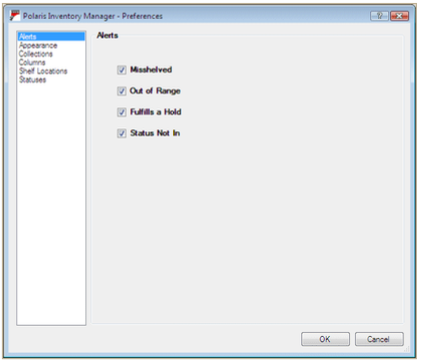 Polaris Inventory Manager - Preferences
Alerts
Appearance
Collections
Columns
Shelf Locations
Statuses
Alerts
Misshelved
Out of Range
Fulfills a Hold
Status Not In
OK
Cancel